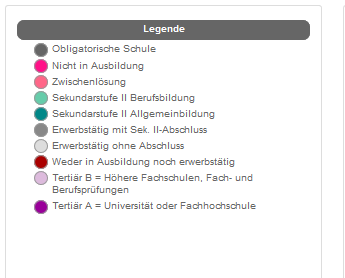 Legende
Obligatorische Schule
Nicht in Ausbildung
Zwischenlösung
Sekundarstufe II Berufsbildung
Sekundarstufe II Allgemeinbildung
Erwerbstätig mit Sek. II-Abschluss
Erwerbstätig ohne Abschluss
Weder in Ausbildung noch erwerbstätig
Tertiär B = Höhere Fachschulen, Fach- und
Berufsprüfungen
Tertiär A = Universität oder Fachhochschule